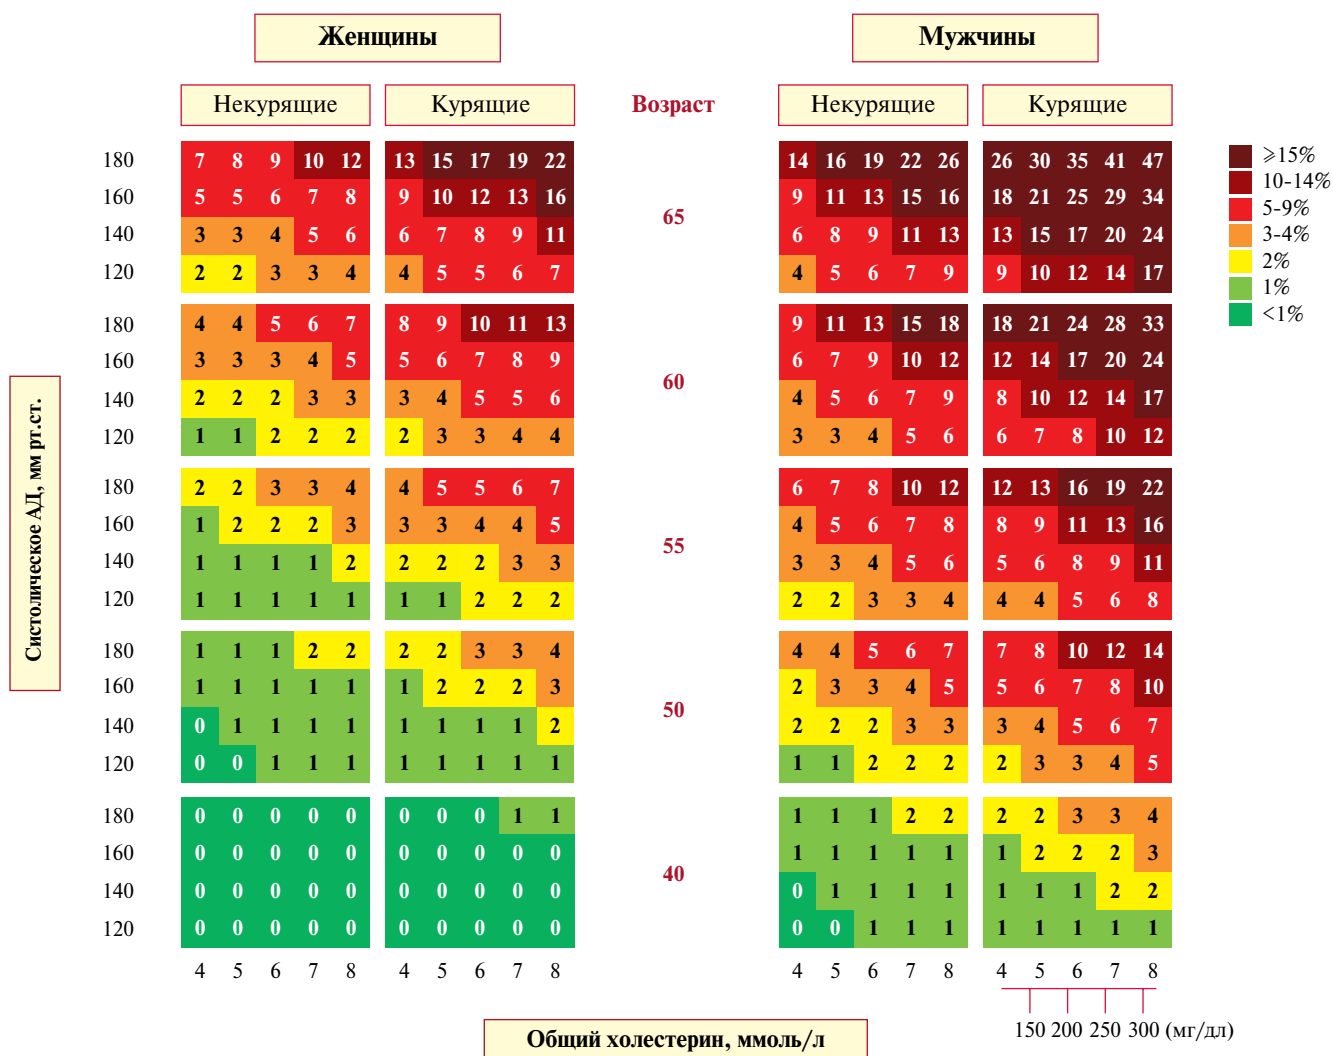 Женщины Мужчины
Некурящие Курящие Возраст Некурящие Курящие
180 7 8 9 10 12 13 15 17 19 22 14 16 19 22 26 26 30 35 41 47 ⩾15%
10-14%
160 5 5 6 7 8 9 10 12 13 16 9 11 13 15 16 18 21 25 29 34 5-9%
65
140 3 3 4 5 6 6 7 8 9 11 6 8 9 11 13 13 15 17 20 24 3-4%
2%
120 2 2 3 3 4 4 5 5 6 7 4 5 6 7 9 9 10 12 14 17 1%
<1%
180 4 4 5 6 7 8 9 10 11 13 9 11 13 15 18 18 21 24 28 33
160 3 3 3 4 5 5 6 7 8 9 6 7 9 10 12 12 14 17 20 24
60
140 2 2 2 3 3 3 4 5 5 6 4 5 6 7 9 8 10 12 14 17
120 1 1 2 2 2 2 3 3 4 4 3 3 4 5 6 6 7 8 10 12
Систолическое АД, мм рт.ст.
180 2 2 3 3 4 4 5 5 6 7 6 7 8 10 12 12 13 16 19 22
160 1 2 2 2 3 3 3 4 4 5 4 5 6 7 8 8 9 11 13 16
55
140 1 1 1 1 2 2 2 2 3 3 3 3 4 5 6 5 6 8 9 11
120 1 1 1 1 1 1 1 2 2 2 2 2 3 3 4 4 4 5 6 8
180 1 1 1 2 2 2 2 3 3 4 4 4 5 6 7 7 8 10 12 14
160 1 1 1 1 1 1 2 2 2 3 2 3 3 4 5 5 6 7 8 10
50
140 0 1 1 1 1 1 1 1 1 2 2 2 2 3 3 3 4 5 6 7
120 0 0 1 1 1 1 1 1 1 1 1 1 2 2 2 2 3 3 4 5
180 0 0 0 0 0 0 0 0 1 1 1 1 1 2 2 2 2 3 3 4
160 0 0 0 0 0 0 0 0 0 0 1 1 1 1 1 1 2 2 2 3
40
140 0 0 0 0 0 0 0 0 0 0 0 1 1 1 1 1 1 1 2 2
120 0 0 0 0 0 0 0 0 0 0 0 0 1 1 1 1 1 1 1 1
4 5 6 7 8 4 5 6 7 8 4 5 6 7 8 4 5 6 7 8
150 200 250 300 (мг/дл)
Общий холестерин, ммоль/л